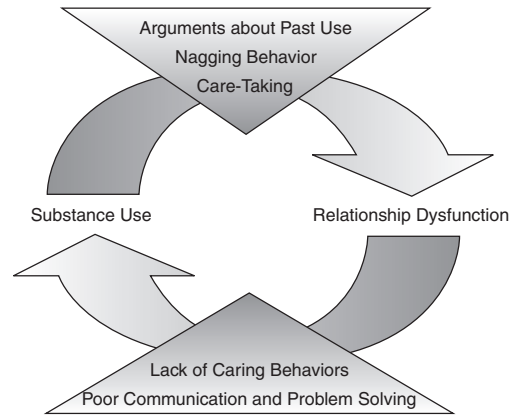 Arguments about Past Use
Nagging Behavior
Care-Taking
Substance Use
Relationship Dysfunction
Lack of Caring Behaviors
Poor Communication and Problem Solving